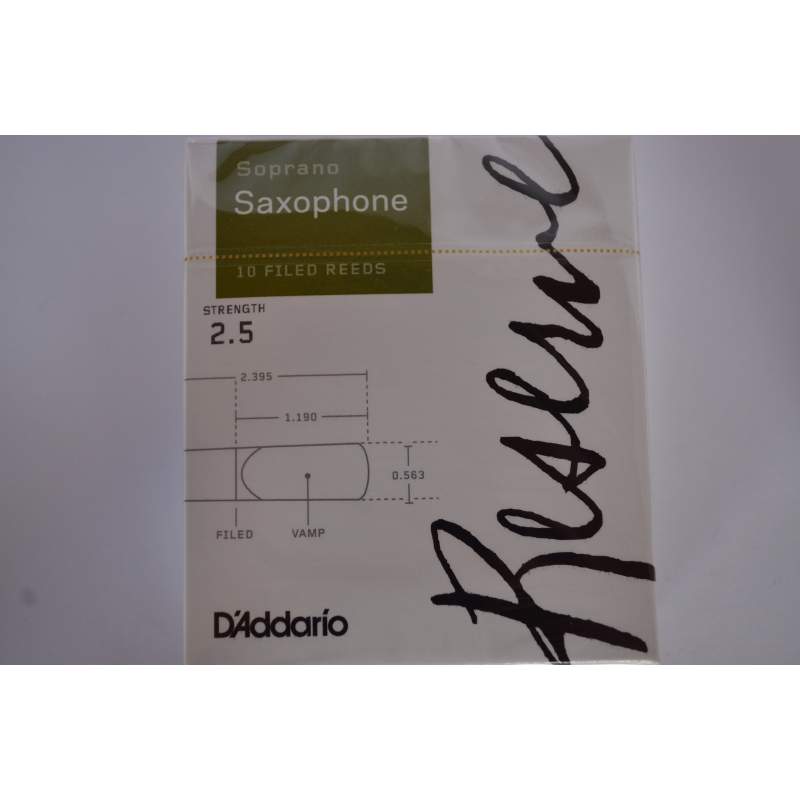 Soprano
Saxophone
10 FILED REEDS
STRENGTH
2.5
2.395
1.190
0.563
FILED
VAMP
D'Addario
Reserve